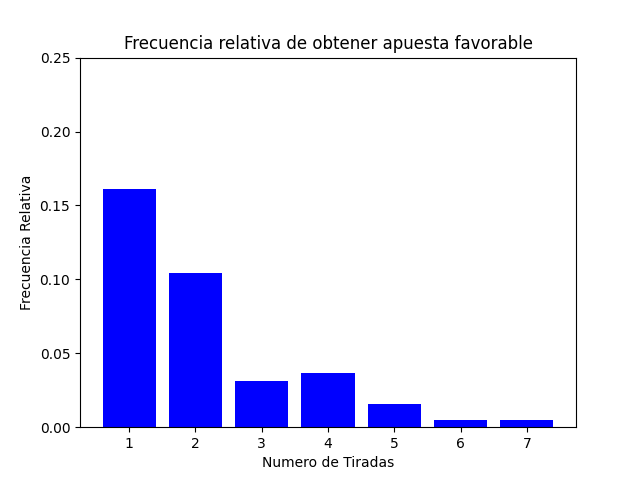 Frecuencia relativa de obtener apuesta favorable
0.25
0.20
0.15
0.10
0.05
0.00
Frecuencia Relativa
1 2 3 4 5 6 7
Numero de Tiradas